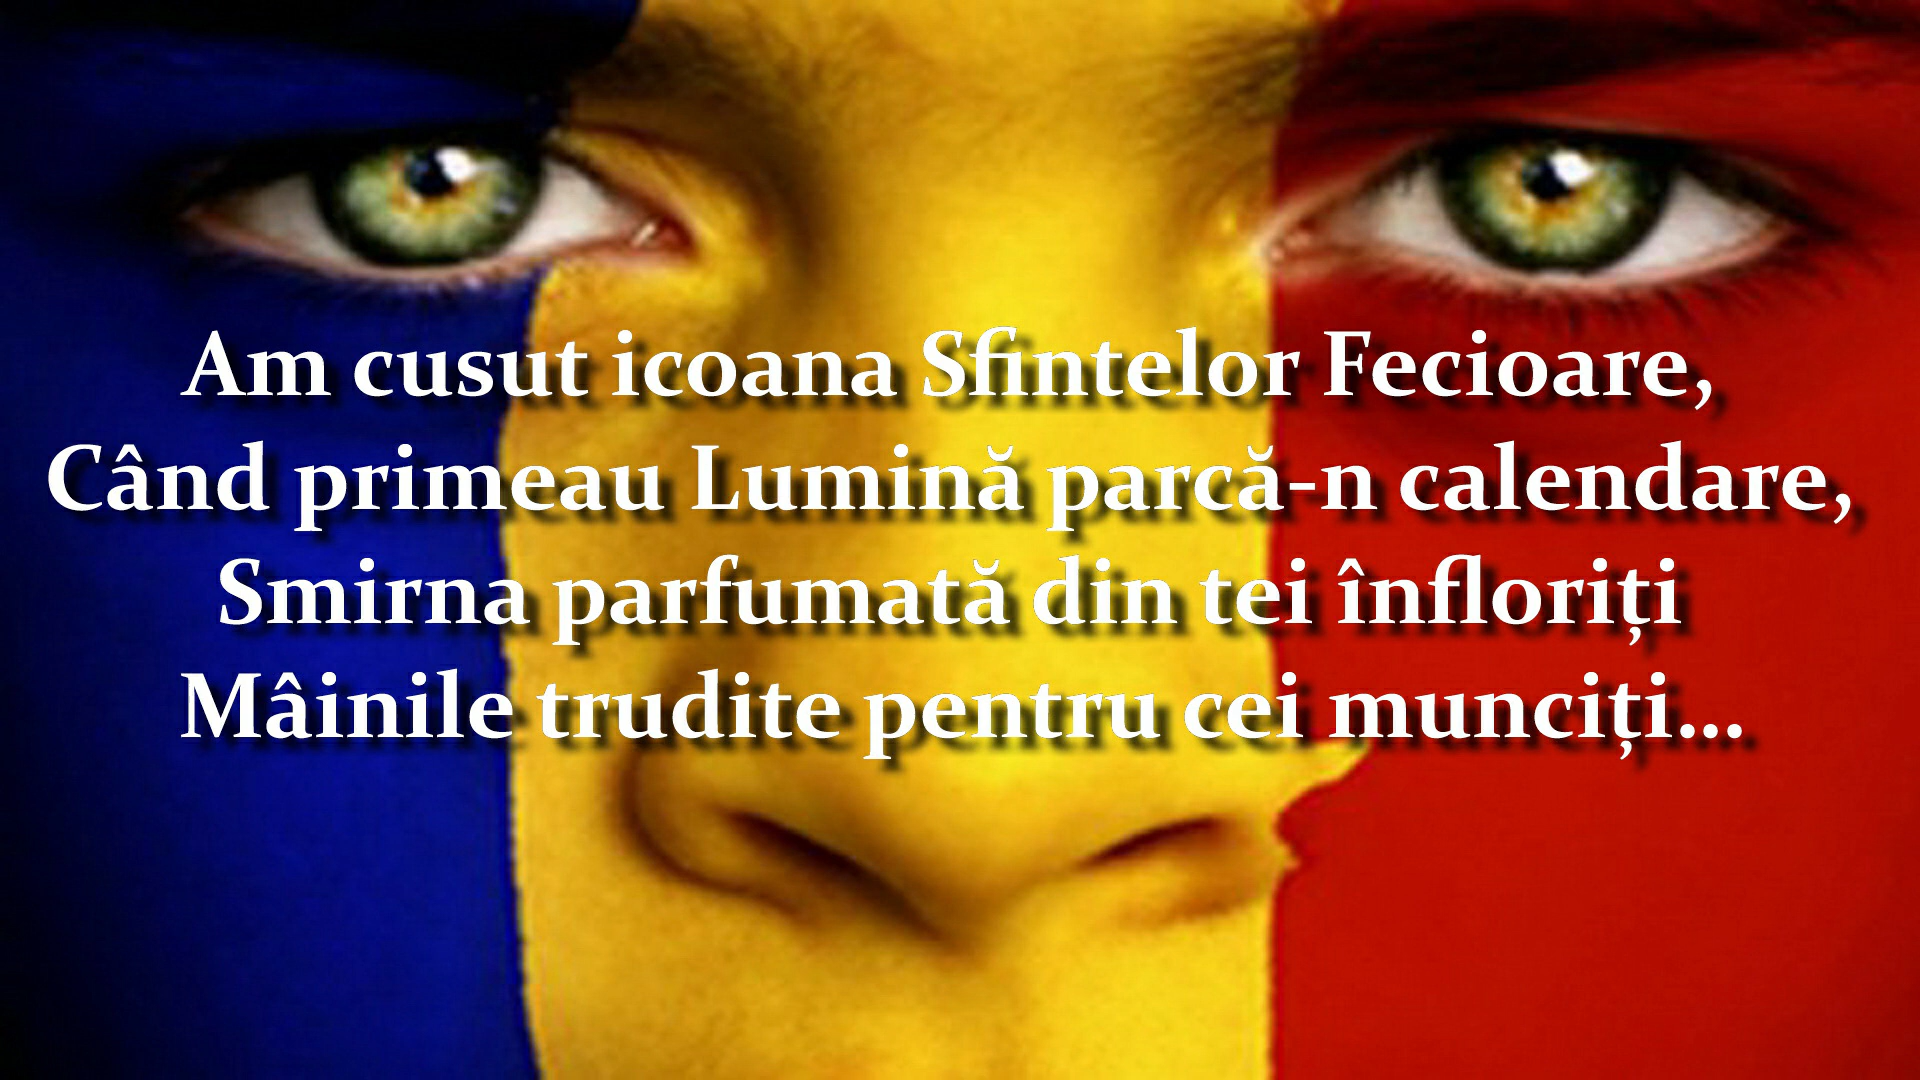 Am cusut icoana Sfintelor Fecioare,
Când primeau Lumină parcă-n calendare,
Smirna parfumată din tei înfloriți
Mâinile trudite pentru cei munciți...